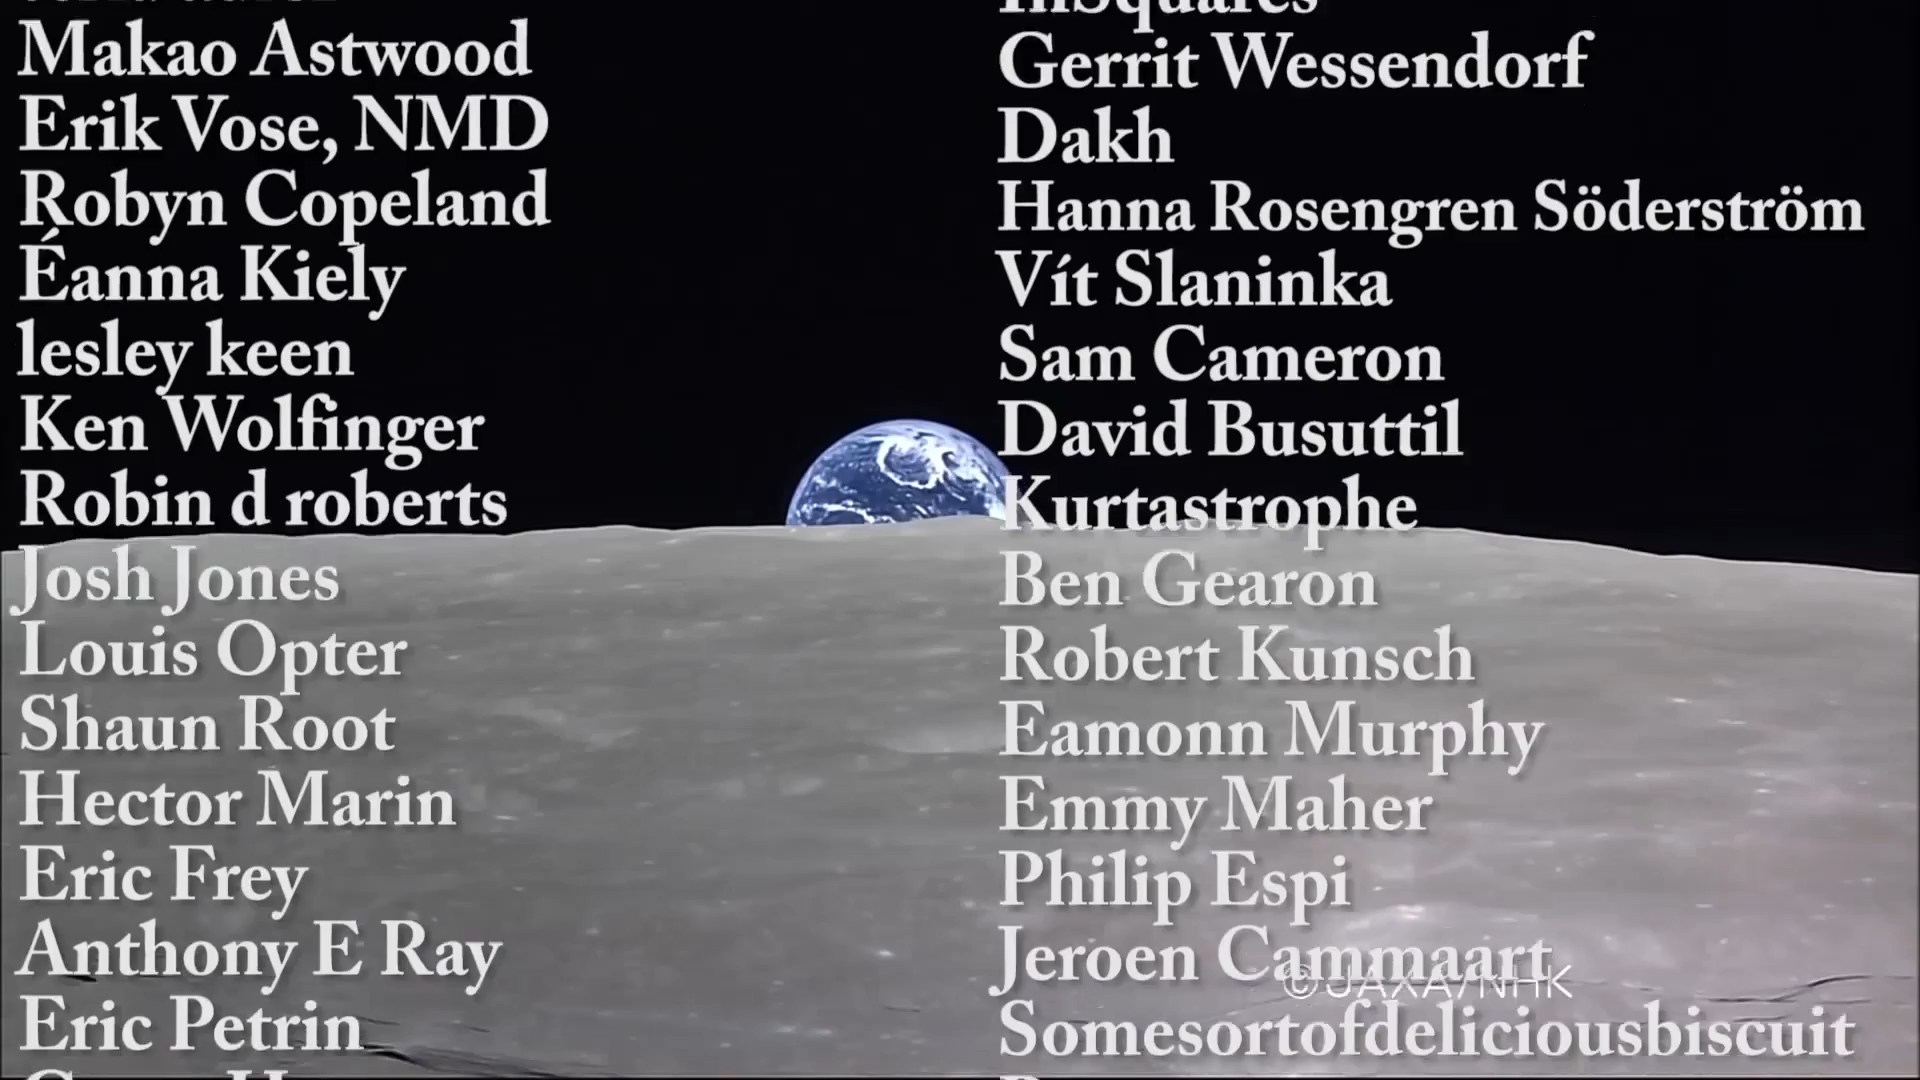 Makao Astwood
Erik Vose, NMD
Robyn Copeland
Éanna Kiely
lesley keen
Ken Wolfinger
Robin d roberts
Josh Jones
Louis Opter
Shaun Root
Hector Marin
Eric Frey
Anthony E Ray
Eric Petrin
Gerrit Wessendorf
Dakh
Hanna Rosengren Söderström
Vít Slaninka
Sam Cameron
David Busuttil
Kurtastrophe
Ben Gearon
Robert Kunsch
Eamonn Murphy
Emmy Maher
Philip Espi
Jeroen Cammaart
©JAXA/NHK
Somesortofdeliciousbiscuit